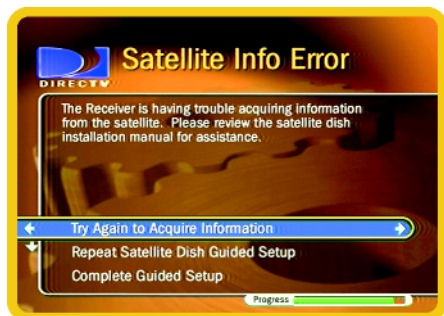 Satellite Info Error
DIRECTV
The Receiver is having trouble acquiring information
from the satellite. Please review the satellite dish
installation manual for assistance.
Try Again to Acquire Information
Repeat Satellite Dish Guided Setup
Complete Guided Setup
Progress